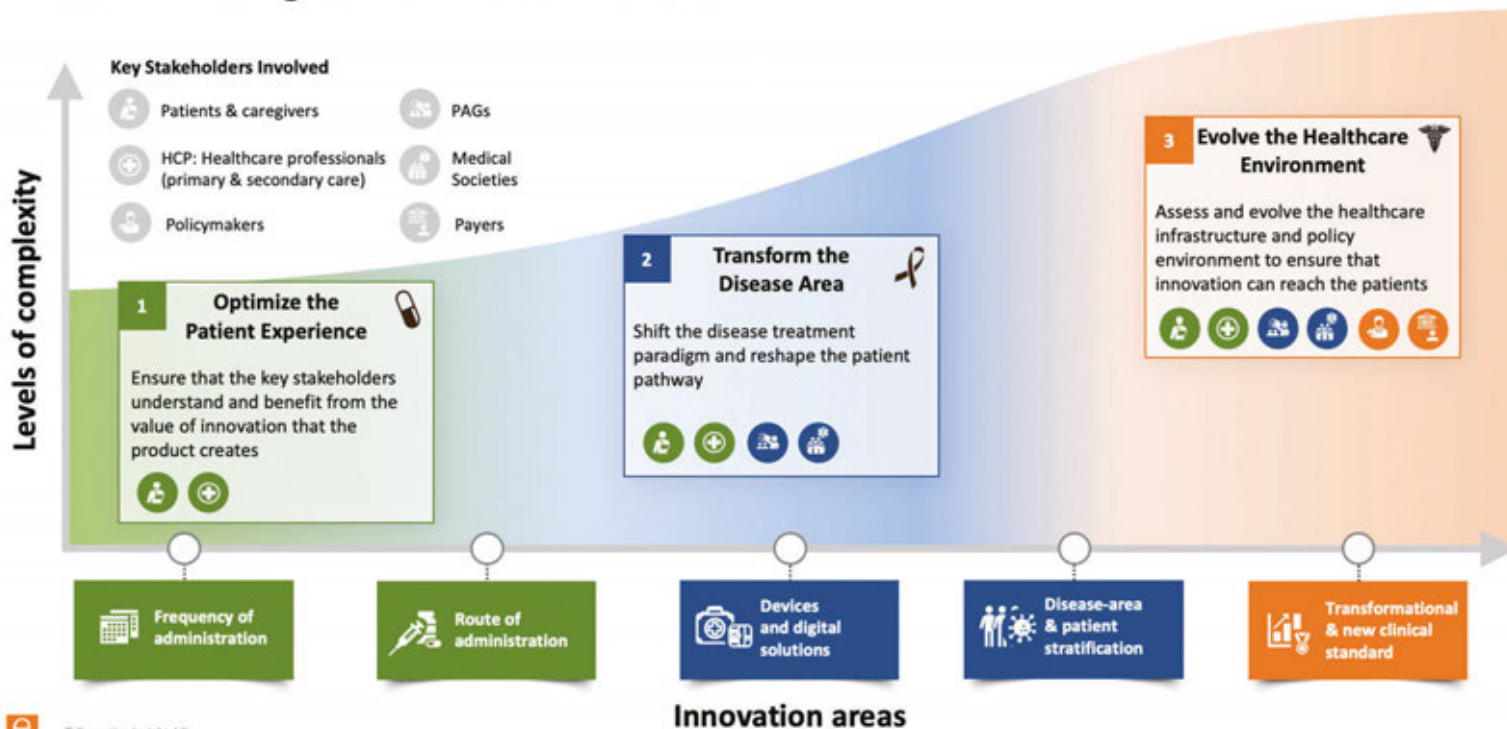 Key Stakeholders Involved
Patients & caregivers
PAGs
HCP: Healthcare professionals
(primary & secondary care)
Medical
Societies
Policymakers
Payers
Levels of complexity
1
Optimize the
Patient Experience
Ensure that the key stakeholders
understand and benefit from the
value of innovation that the
product creates
2
Transform the
Disease Area
Shift the disease treatment
paradigm and reshape the patient
pathway
3
Evolve the Healthcare
Environment
Assess and evolve the healthcare
infrastructure and policy
environment to ensure that
innovation can reach the patients
Frequency of
administration
Route of
administration
Devices
and digital
solutions
Disease-area
& patient
stratification
Transformational
& new clinical
standard
Innovation areas